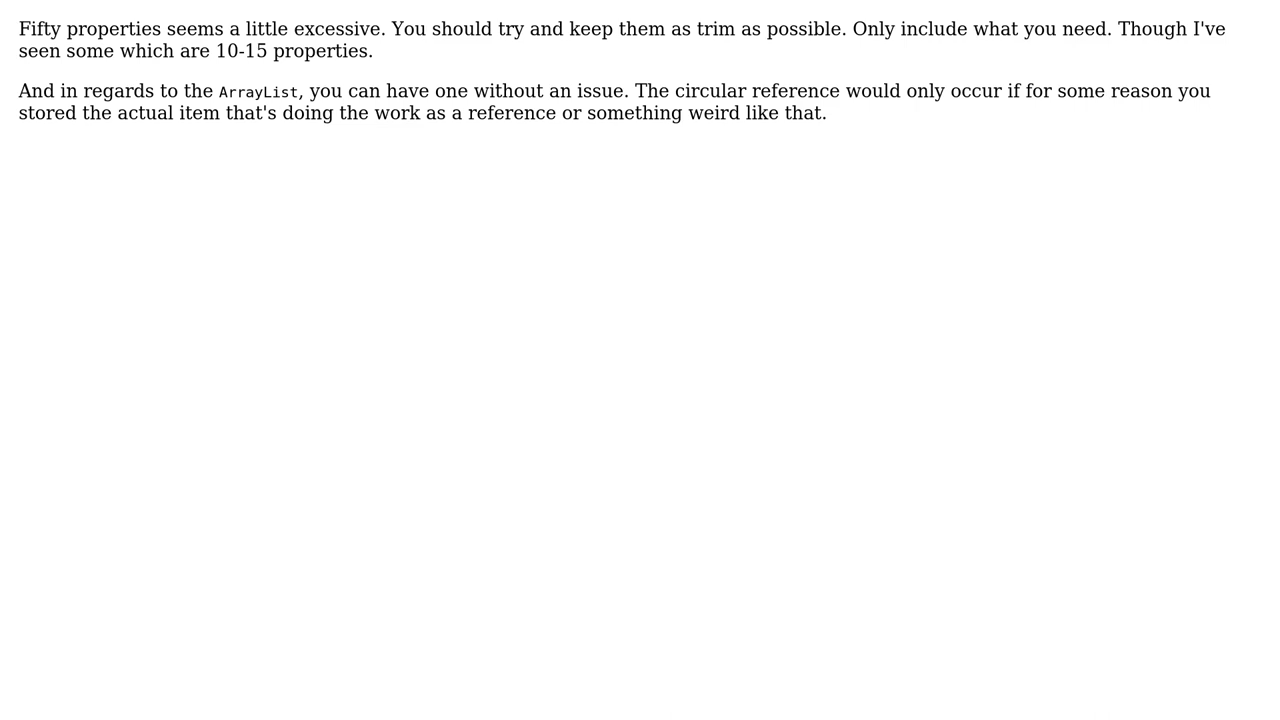 Fifty properties seems a little excessive. You should try and keep them as trim as possible. Only include what you need. Though I've
seen some which are 10-15 properties.
And in regards to the ArrayList, you can have one without an issue. The circular reference would only occur if for some reason you
stored the actual item that's doing the work as a reference or something weird like that.